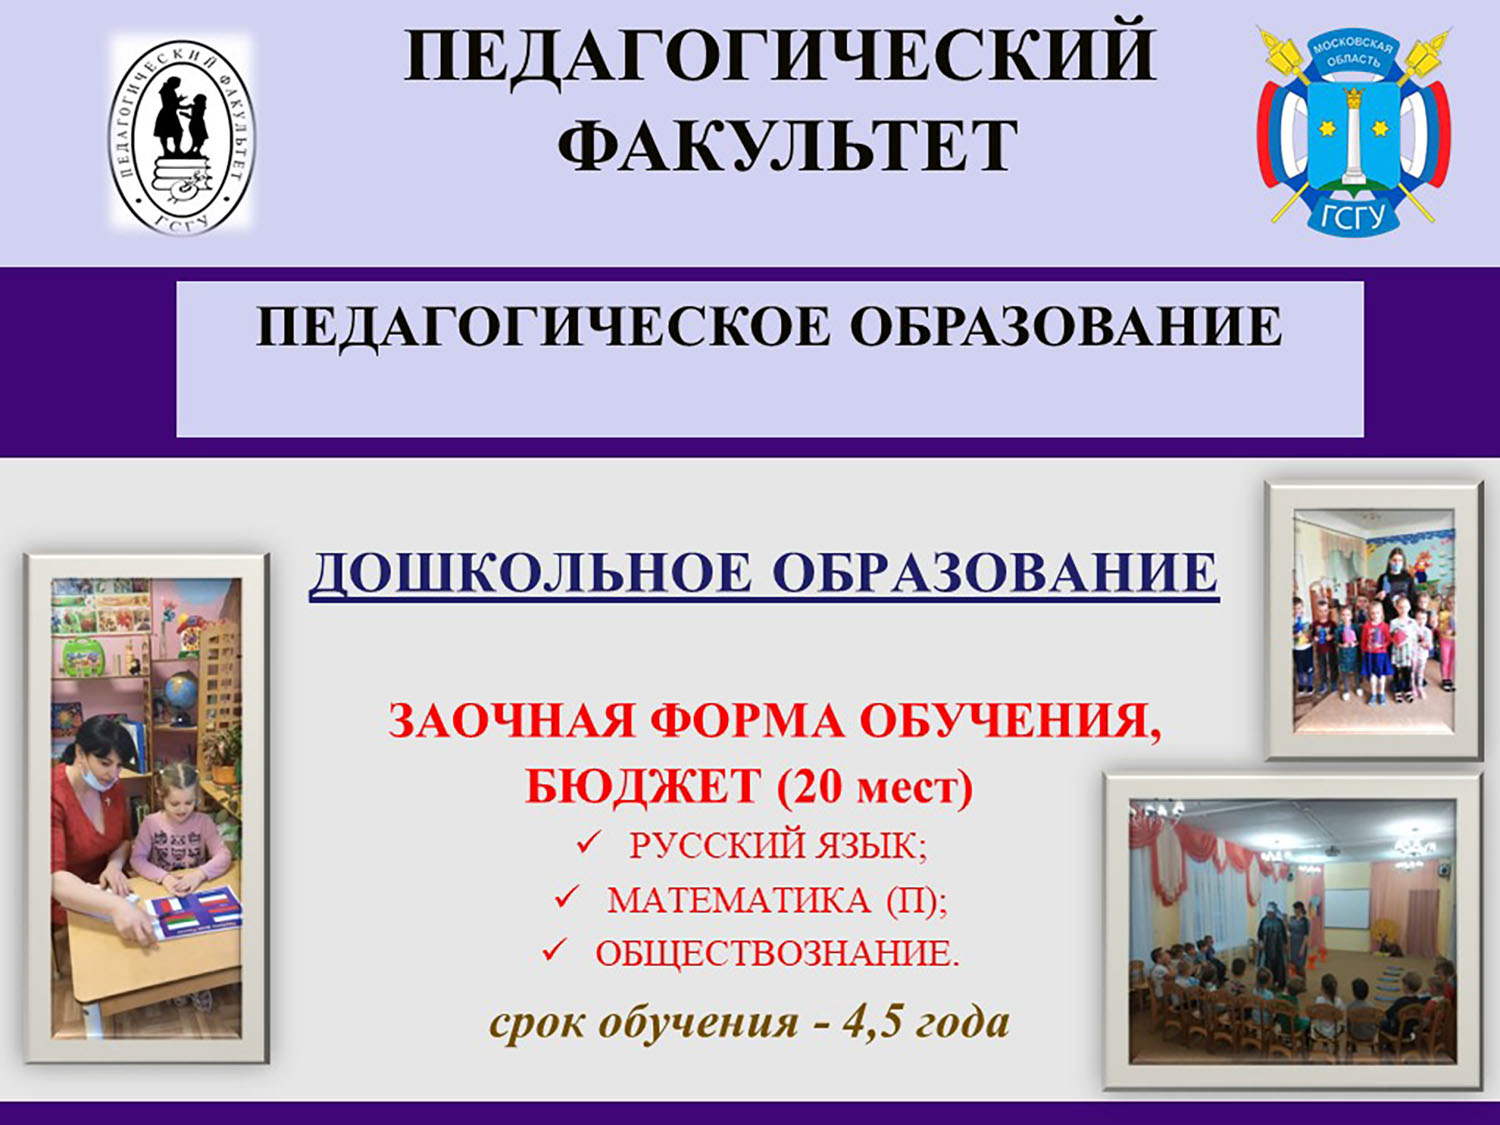 ПЕДАГОГИЧЕСКИЙ
ФАКУЛЬТЕТ
ПЕДАГОГИЧЕСКИЙ ФАКУЛЬТЕТ
ГСГУ
МОСКОВСКАЯ
ОБЛАСТЬ
ГСГУ
ПЕДАГОГИЧЕСКОЕ ОБРАЗОВАНИЕ
ДОШКОЛЬНОЕ ОБРАЗОВАНИЕ
ЗАОЧНАЯ ФОРМА ОБУЧЕНИЯ,
БЮДЖЕТ (20 мест)
✓ РУССКИЙ ЯЗЫК;
✓ МАТЕМАТИКА (П);
✓ ОБЩЕСТВОЗНАНИЕ.
срок обучения - 4,5 года